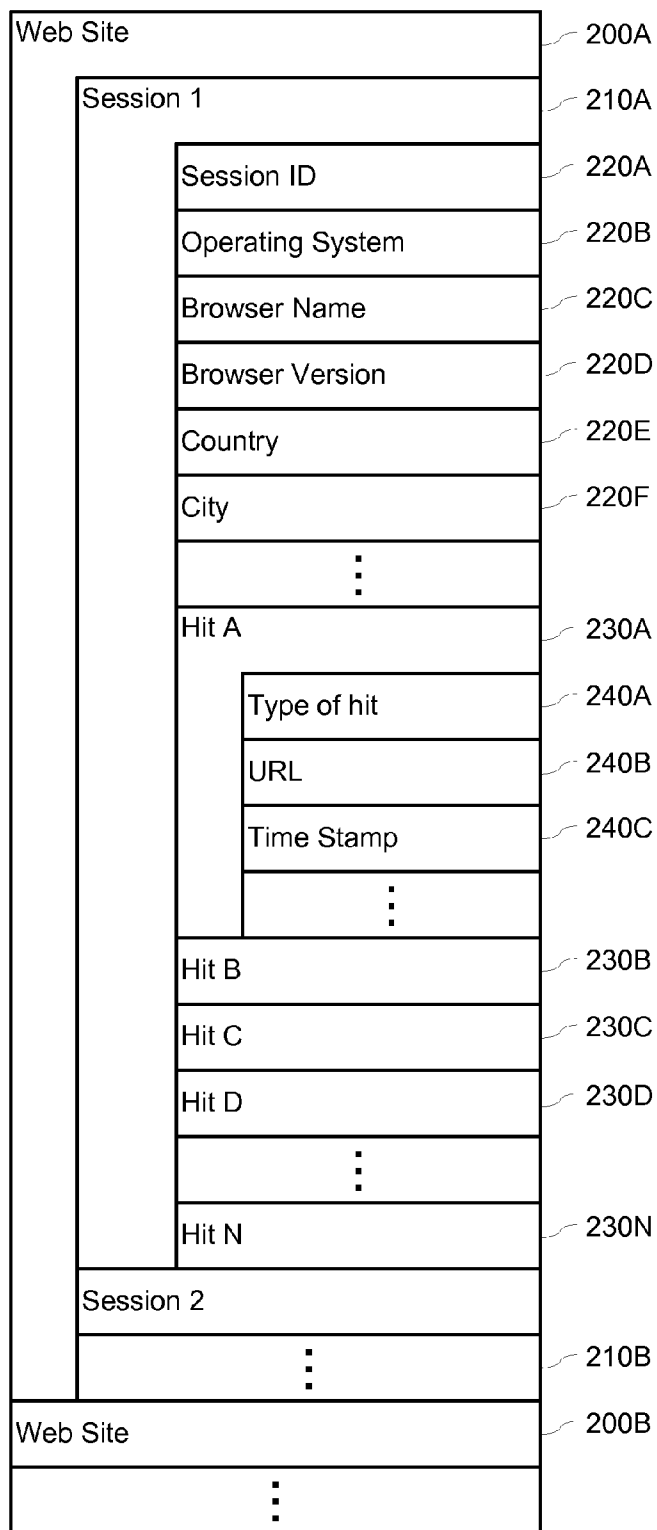 Web Site 200A
Session 1 210A
Session ID 220A
Operating System 220B
Browser Name 220C
Browser Version 220D
Country 220E
City 220F
⋮
Hit A 230A
Type of hit 240A
URL 240B
Time Stamp 240C
⋮
Hit B 230B
Hit C 230C
Hit D 230D
⋮
Hit N 230N
Session 2
⋮ 210B
Web Site 200B
⋮